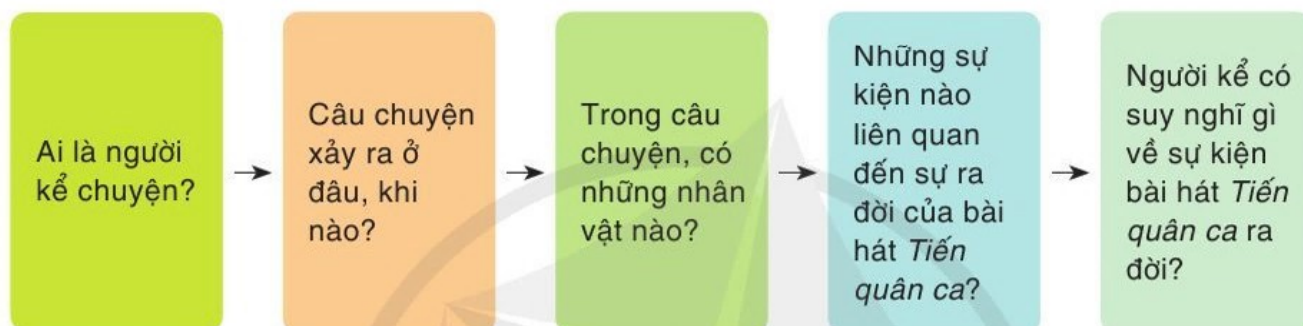 Ai là người
kể chuyện?
Câu chuyện
xảy ra ở
đâu, khi
nào?
Trong câu
chuyện, có
những nhân
vật nào?
Những sự
kiện nào
liên quan
đến sự ra
đời của bài
hát Tiến
quân ca?
Người kể có
suy nghĩ gì
về sự kiện
bài hát Tiến
quân ca ra
đời?